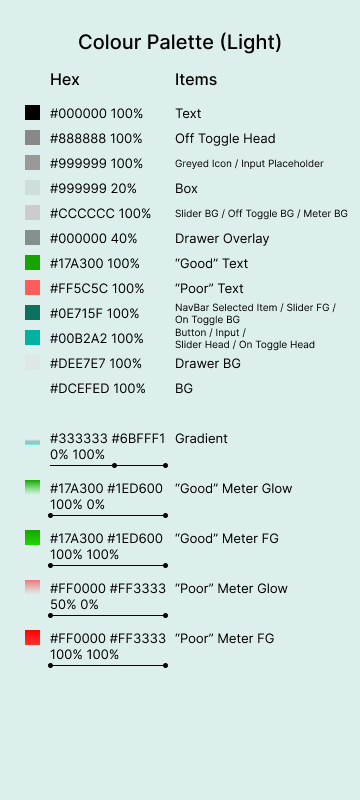 Colour Palette (Light)
Hex Items
#000000 100% Text
#888888 100% Off Toggle Head
#999999 100% Greyed Icon / Input Placeholder
#999999 20% Box
#CCCCCC 100% Slider BG / Off Toggle BG / Meter BG
#000000 40% Drawer Overlay
#17A300 100% “Good” Text
#FF5C5C 100% “Poor” Text
#0E715F 100% NavBar Selected Item / Slider FG /
On Toggle BG
#00B2A2 100% Button / Input /
Slider Head / On Toggle Head
#DEE7E7 100% Drawer BG
#DCEFED 100% BG
#333333 #6BFFF1 Gradient
0% 100%
#17A300 #1ED600 “Good” Meter Glow
100% 0%
#17A300 #1ED600 “Good” Meter FG
100% 100%
#FF0000 #FF3333 “Poor” Meter Glow
50% 0%
#FF0000 #FF3333 “Poor” Meter FG
100% 100%